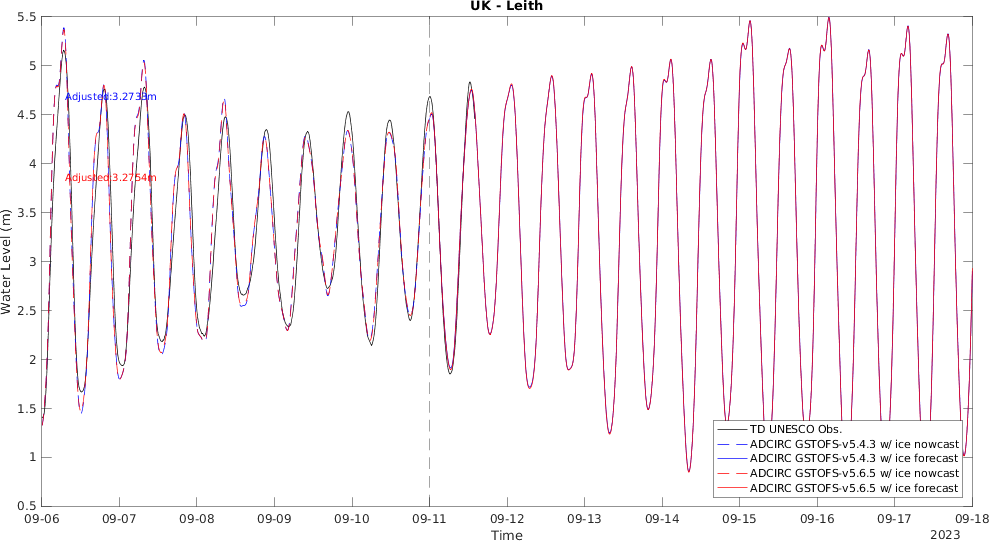 UK - Leith
Water Level (m)
5.5
5
4.5
4
3.5
3
2.5
2
1.5
1
0.5
Adjusted:3.2733m
Adjusted:3.2754m
TD UNESCO Obs.
ADCIRC GSTOFS-v5.4.3 w/ ice nowcast
ADCIRC GSTOFS-v5.4.3 w/ ice forecast
ADCIRC GSTOFS-v5.6.5 w/ ice nowcast
ADCIRC GSTOFS-v5.6.5 w/ ice forecast
09-06 09-07 09-08 09-09 09-10 09-11 09-12 09-13 09-14 09-15 09-16 09-17 09-18
Time
2023